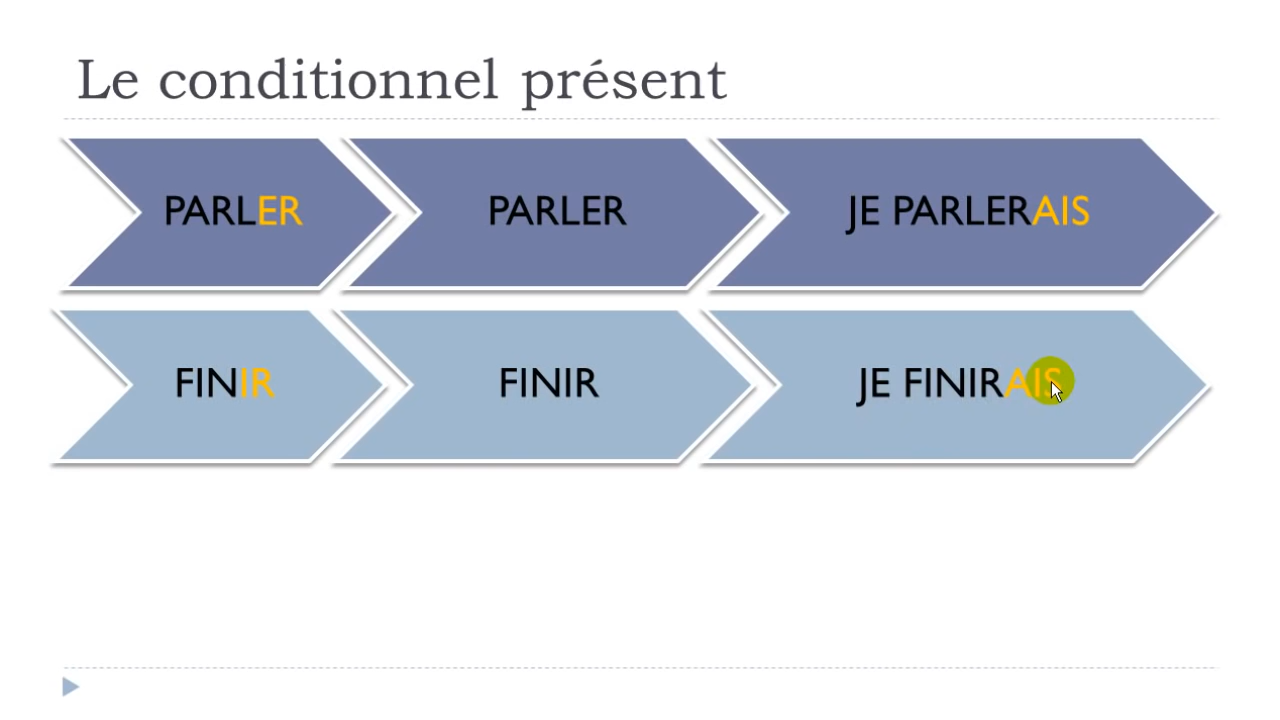 Le conditionnel présent
PARLER PARLER JE PARLERAIS
FINIR FINIR JE FINIRAIS